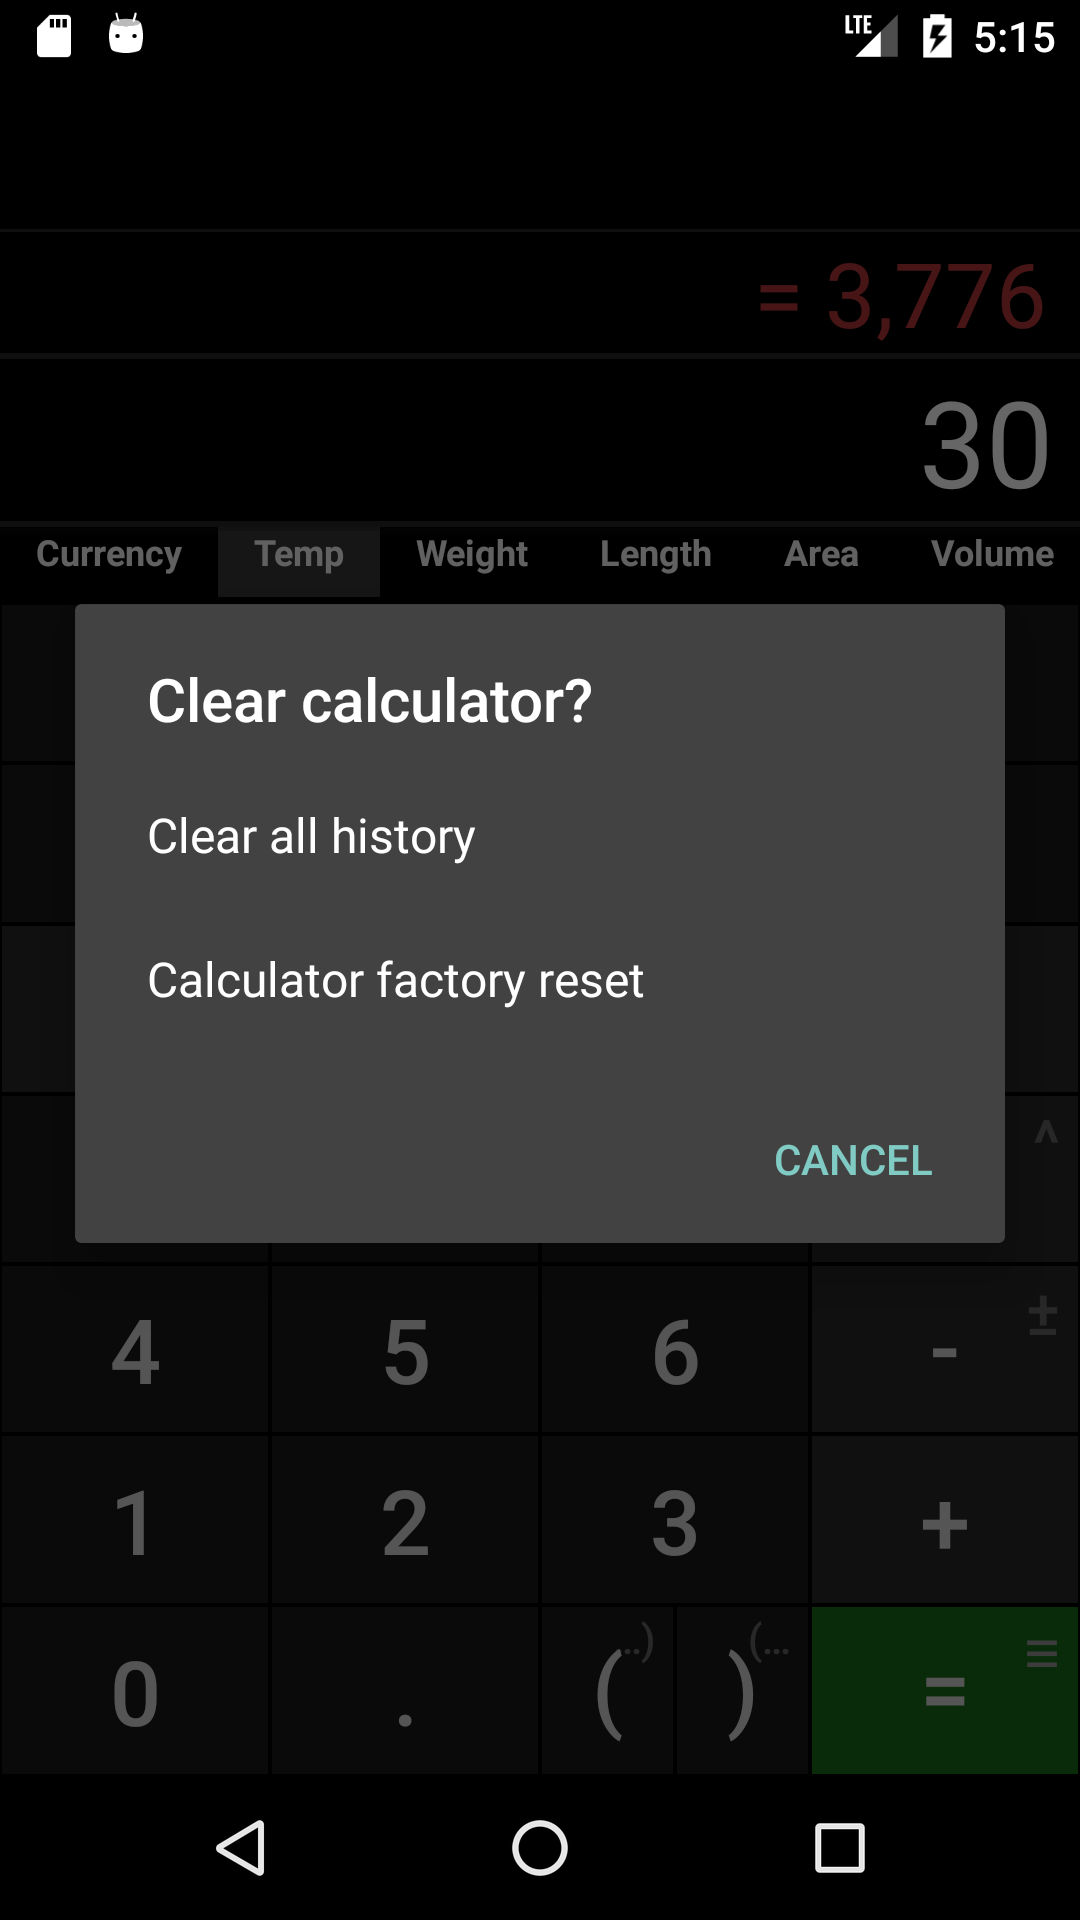 LTE 5:15
= 3,776
30
Currency Temp Weight Length Area Volume
Clear calculator?
Clear all history
Calculator factory reset
CANCEL
^
4 5 6 - ±
1 2 3 +
0 . ( ..) ) (... = ≡